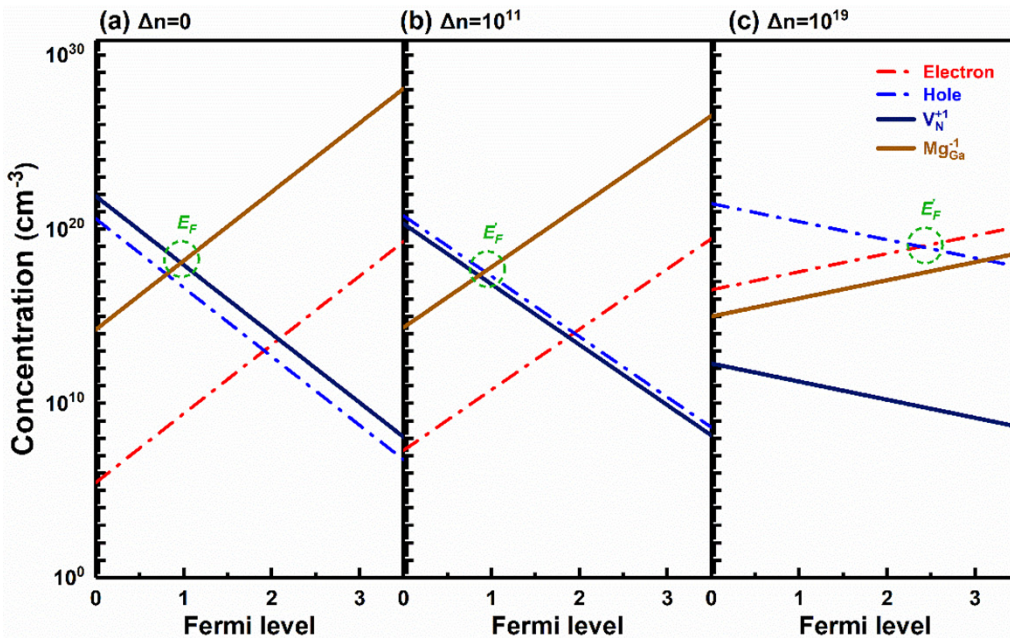 (a) Δn=0
(b) Δn=10¹¹
(c) Δn=10¹⁹
Concentration (cm⁻³)
10³⁰
10²⁰
10¹⁰
10⁰
E_F
E′_F
E′_F
Electron
Hole
V_N⁺¹
Mg_Ga⁻¹
0 1 2 3
0 1 2 3
0 1 2 3
Fermi level
Fermi level
Fermi level